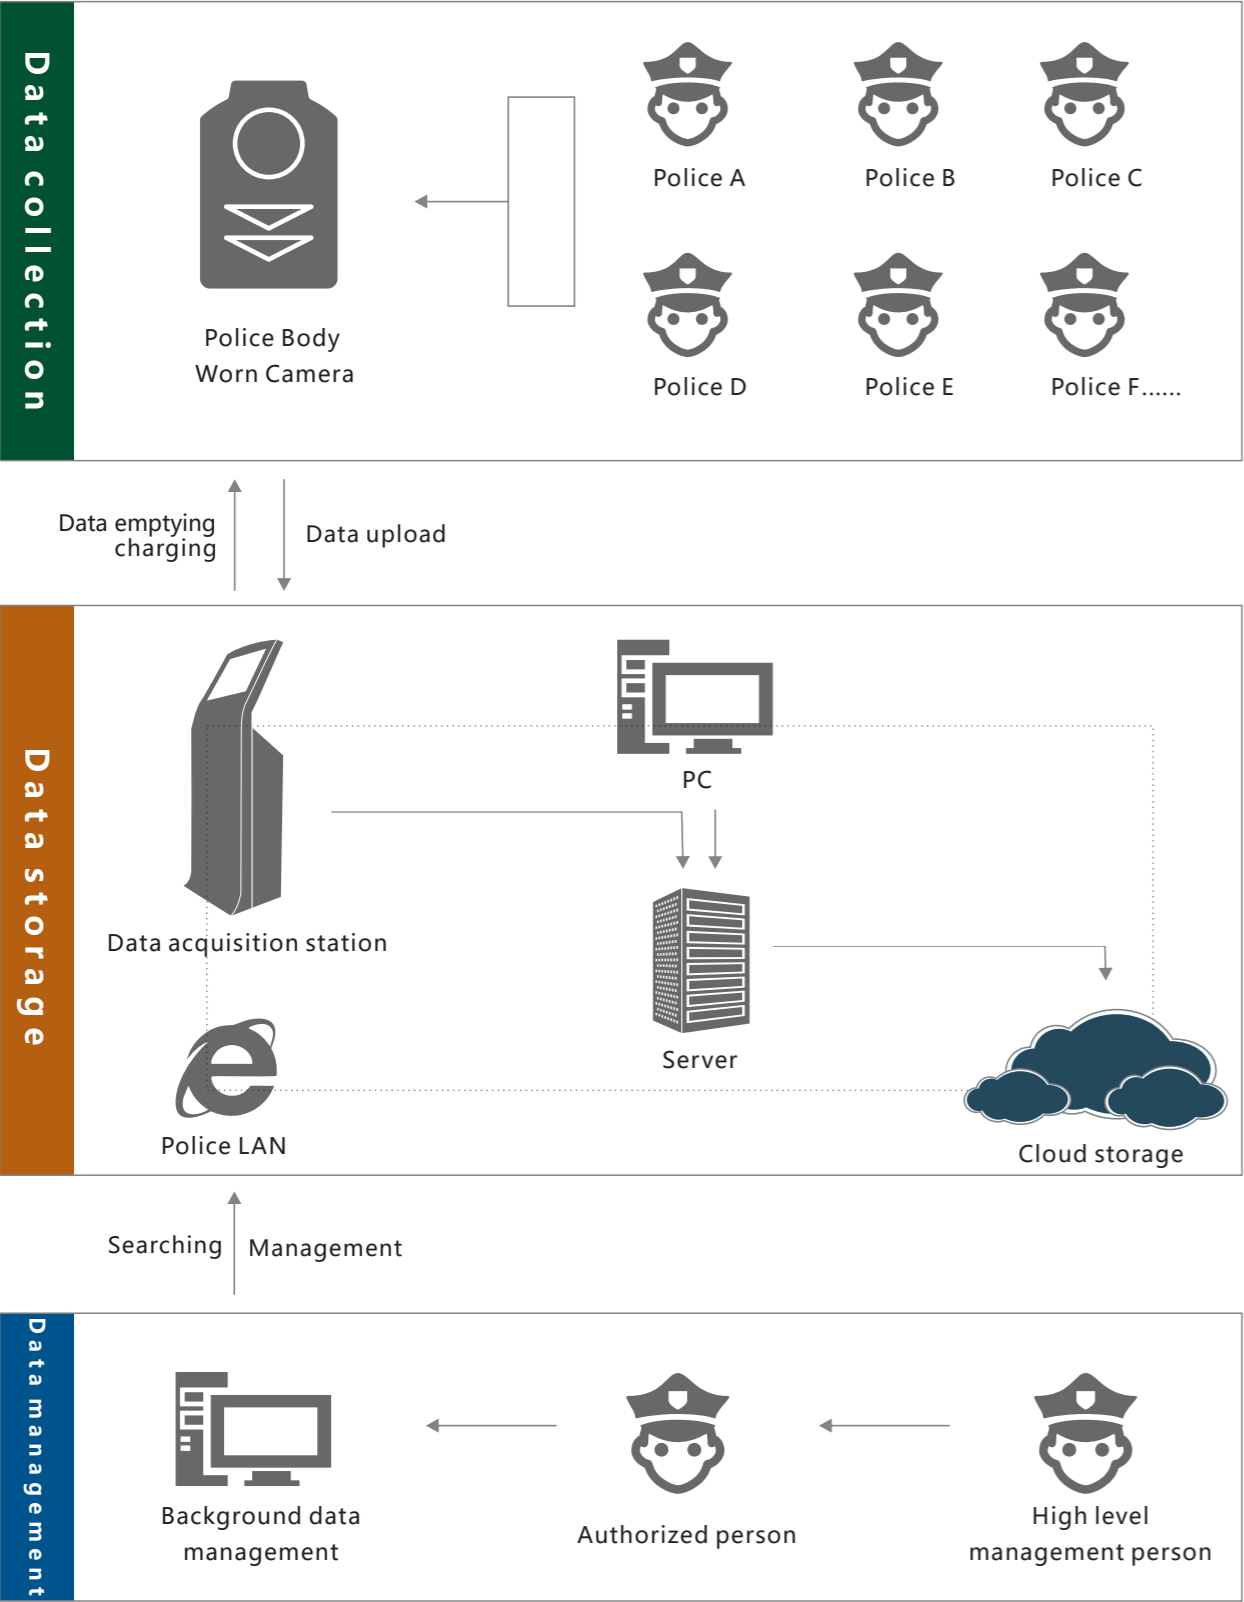 Data collection
Police A
Police B
Police C
Police Body
Worn Camera
Police D
Police E
Police F......
Data emptying
charging
Data upload
Data storage
PC
Data acquisition station
Server
Police LAN
Cloud storage
Searching
Management
Data management
Background data
management
Authorized person
High level
management person